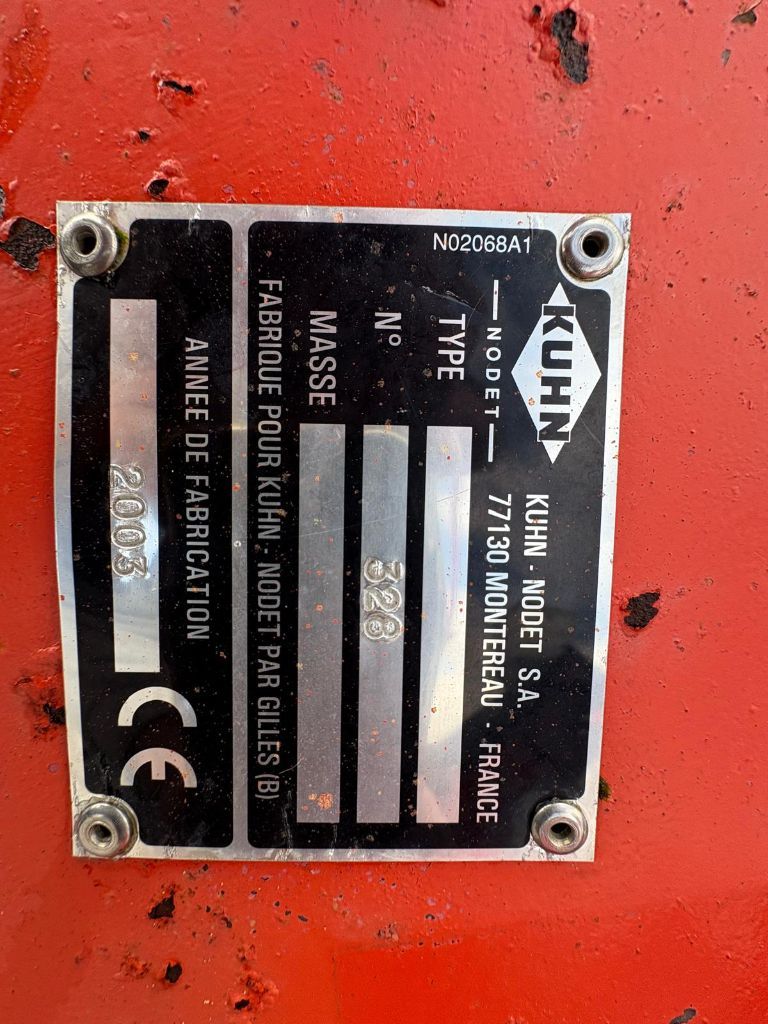 N02068A1
KUHN
NODET
KUHN - NODET S.A.
77130 MONTEREAU - FRANCE
TYPE
Nº 328
MASSE
FABRIQUE POUR KUHN - NODET PAR GILLES (B)
ANNEE DE FABRICATION
2003 CE